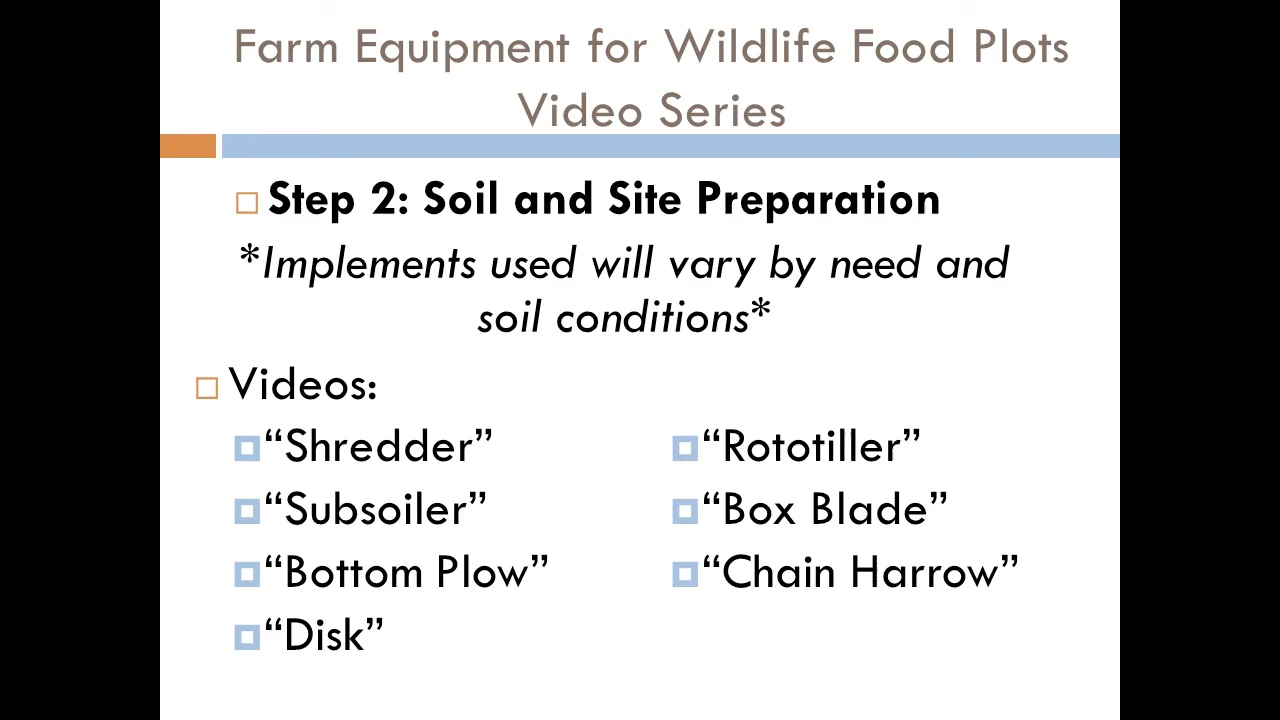 Farm Equipment for Wildlife Food Plots
Video Series
Step 2: Soil and Site Preparation
*Implements used will vary by need and
soil conditions*
Videos:
“Shredder”
“Subsoiler”
“Bottom Plow”
“Disk”
“Rototiller”
“Box Blade”
“Chain Harrow”